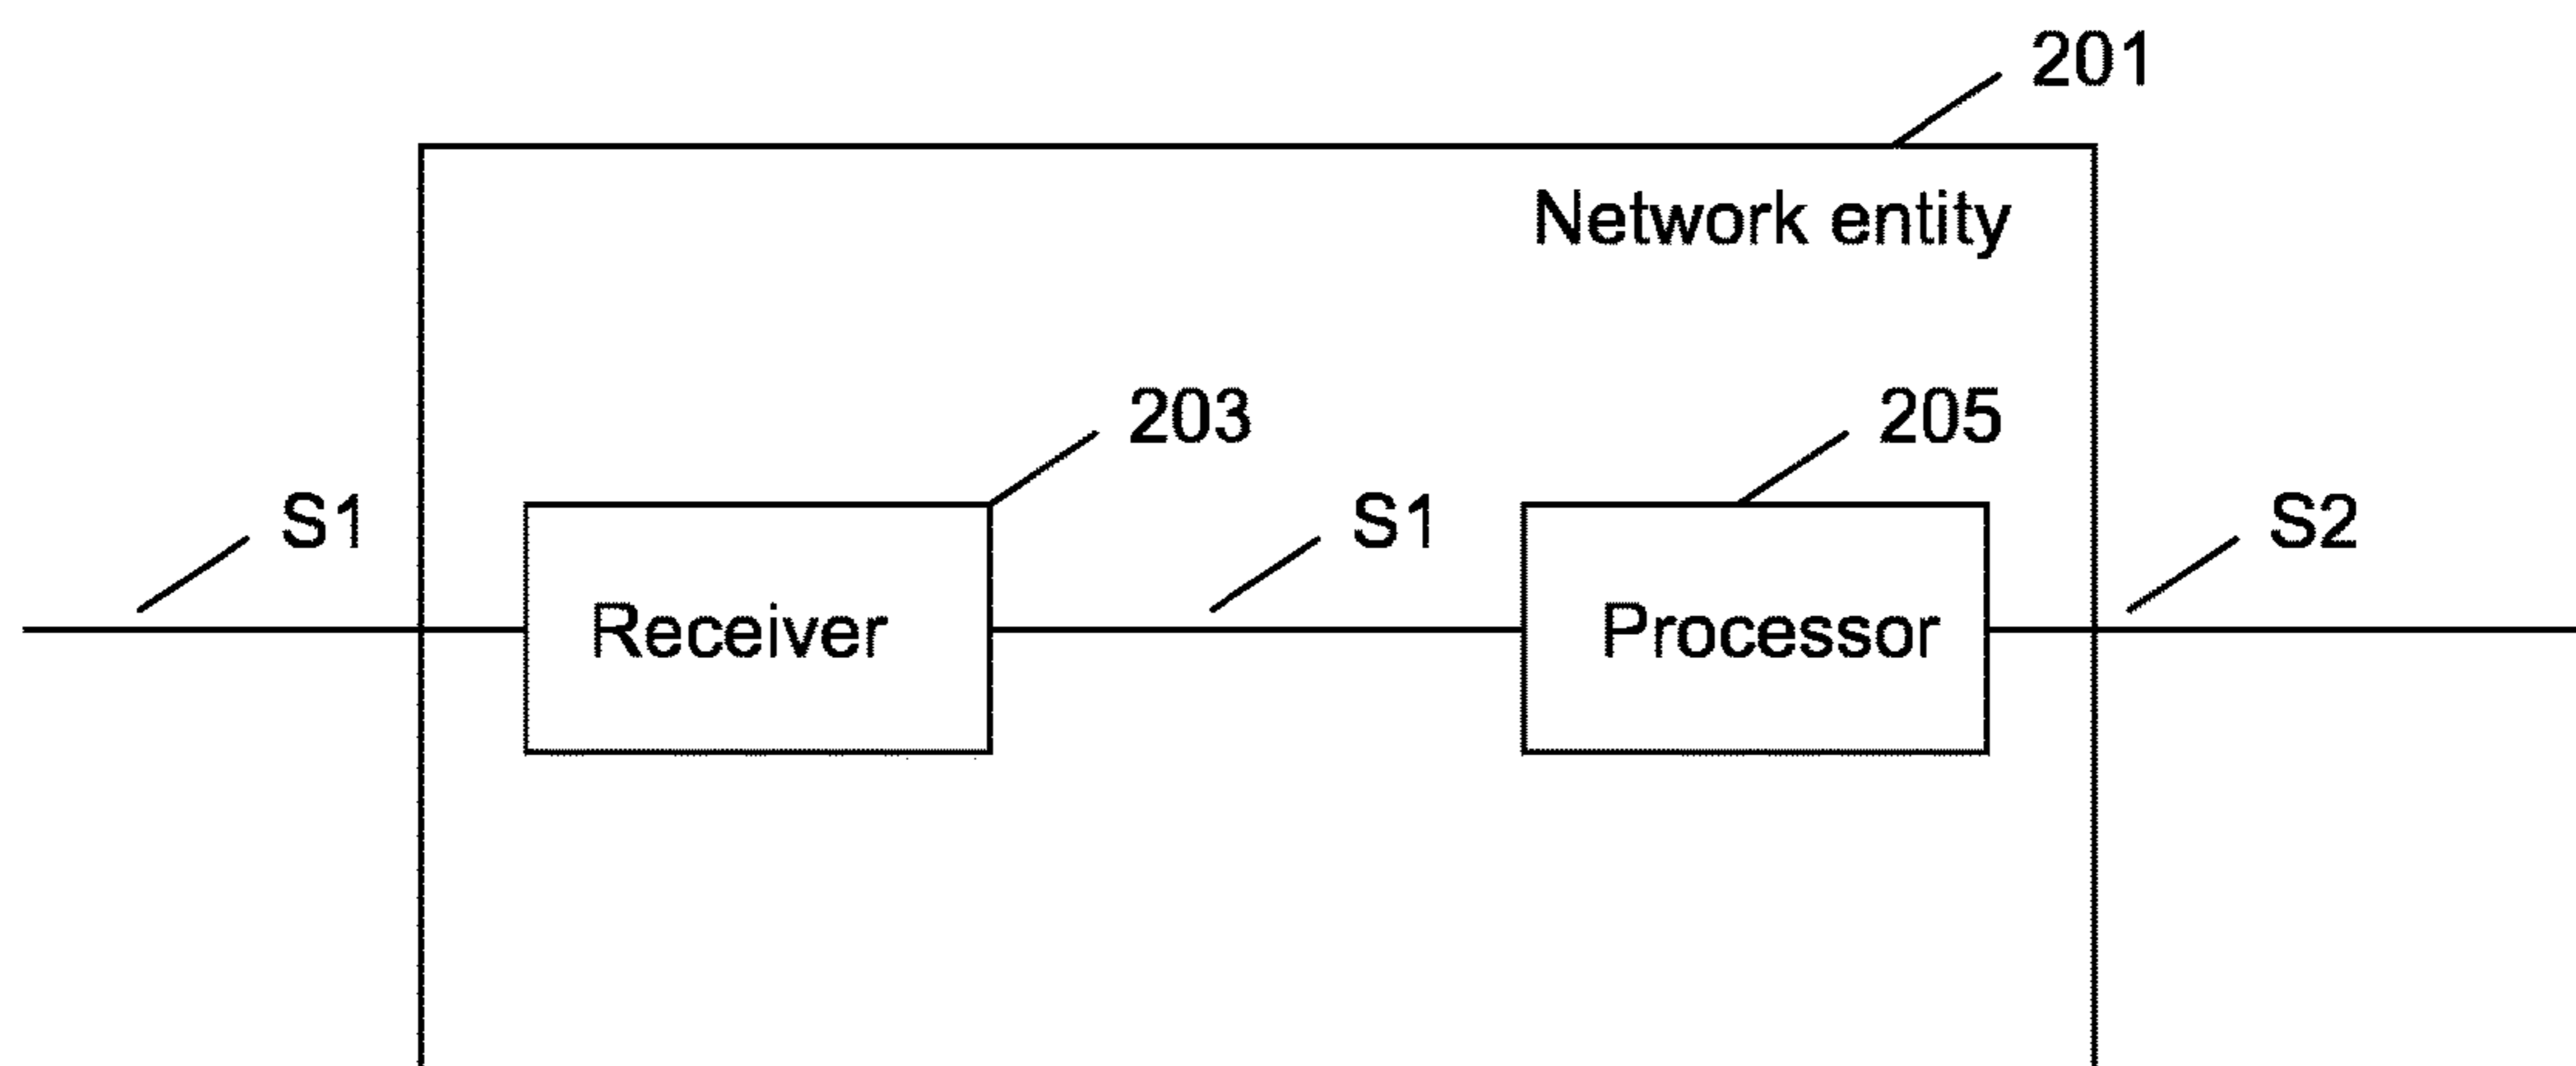 201
Network entity
203
205
S1
S1
S2
Receiver
Processor